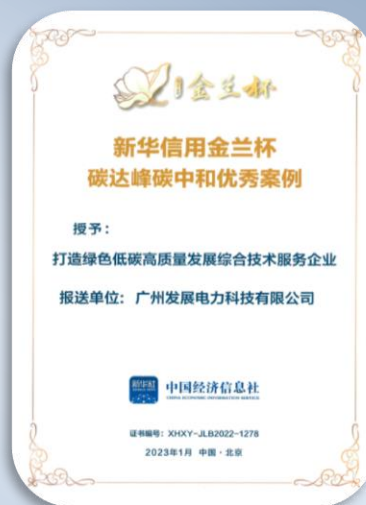 金兰杯
新华信用金兰杯
碳达峰碳中和优秀案例
授予：
打造绿色低碳高质量发展综合技术服务企业
报送单位：广州发展电力科技有限公司
新华社 中国经济信息社
CHINA ECONOMIC INFORMATION SERVICE
证书编号：XHXY-JLB2022-1278
2023年1月 中国·北京